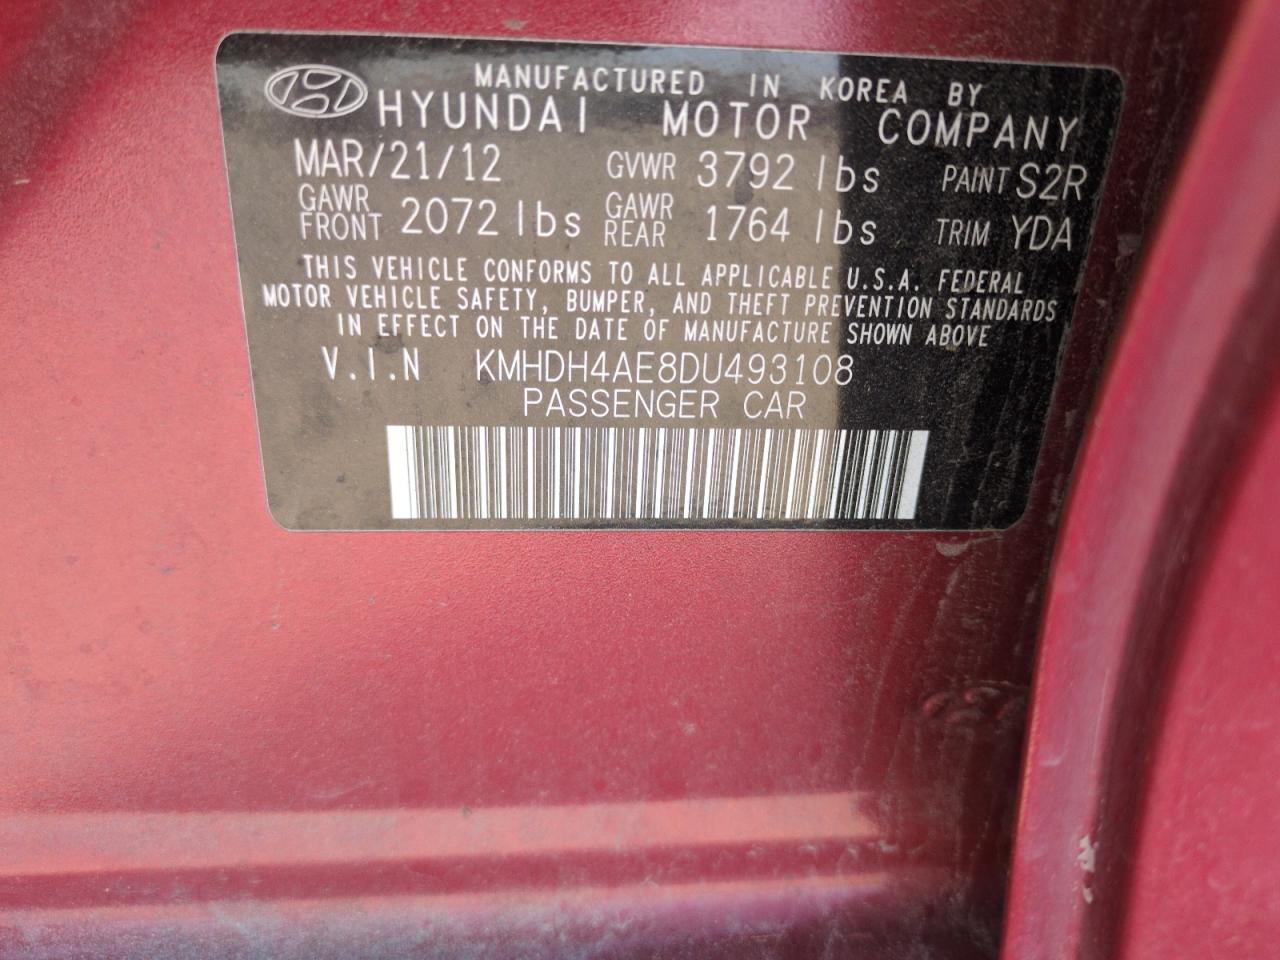 MANUFACTURED IN KOREA BY
HYUNDAI MOTOR COMPANY
MAR/21/12 GVWR 3792 lbs PAINT S2R
GAWR FRONT 2072 lbs GAWR REAR 1764 lbs TRIM YDA
THIS VEHICLE CONFORMS TO ALL APPLICABLE U.S.A. FEDERAL
MOTOR VEHICLE SAFETY, BUMPER, AND THEFT PREVENTION STANDARDS
IN EFFECT ON THE DATE OF MANUFACTURE SHOWN ABOVE
V.I.N KMHDH4AE8DU493108
PASSENGER CAR